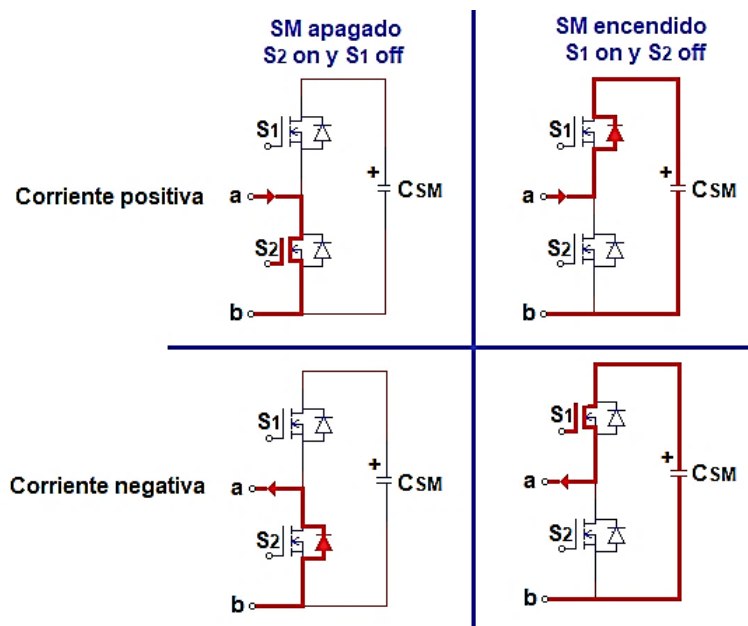 SM apagado
S2 on y S1 off
SM encendido
S1 on y S2 off
Corriente positiva
S1
a
+
CSM
S2
b
S1
a
+
CSM
S2
b
Corriente negativa
S1
a
+
CSM
S2
b
S1
a
+
CSM
S2
b